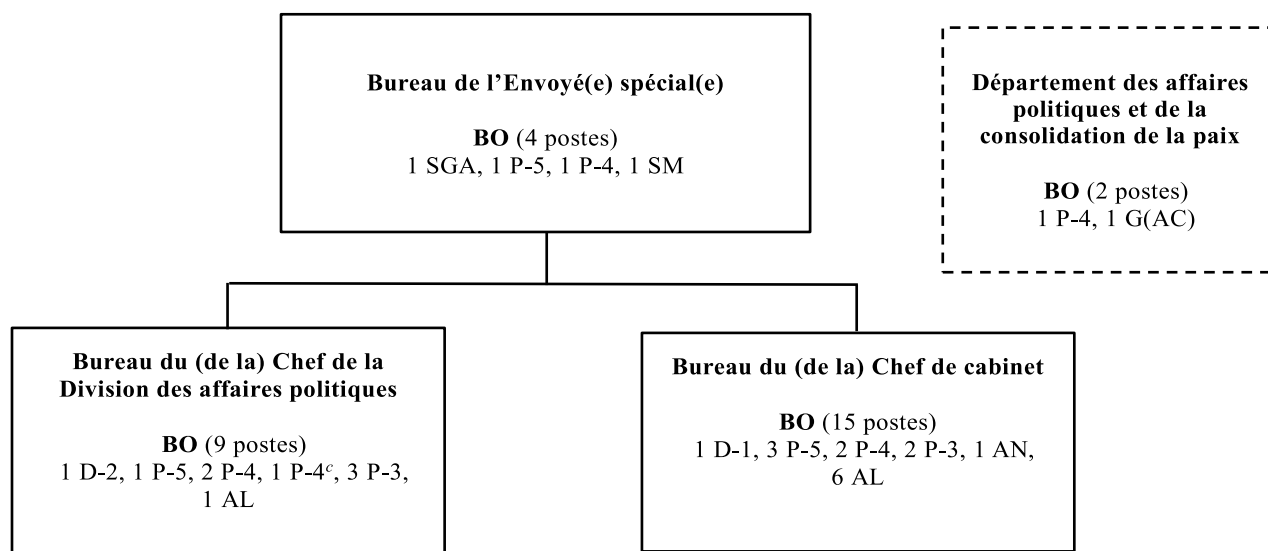 Bureau de l’Envoyé(e) spécial(e)
BO (4 postes)
1 SGA, 1 P-5, 1 P-4, 1 SM
Département des affaires
politiques et de la
consolidation de la paix
BO (2 postes)
1 P-4, 1 G(AC)
Bureau du (de la) Chef de la
Division des affaires politiques
BO (9 postes)
1 D-2, 1 P-5, 2 P-4, 1 P-4ᶜ, 3 P-3,
1 AL
Bureau du (de la) Chef de cabinet
BO (15 postes)
1 D-1, 3 P-5, 2 P-4, 2 P-3, 1 AN,
6 AL